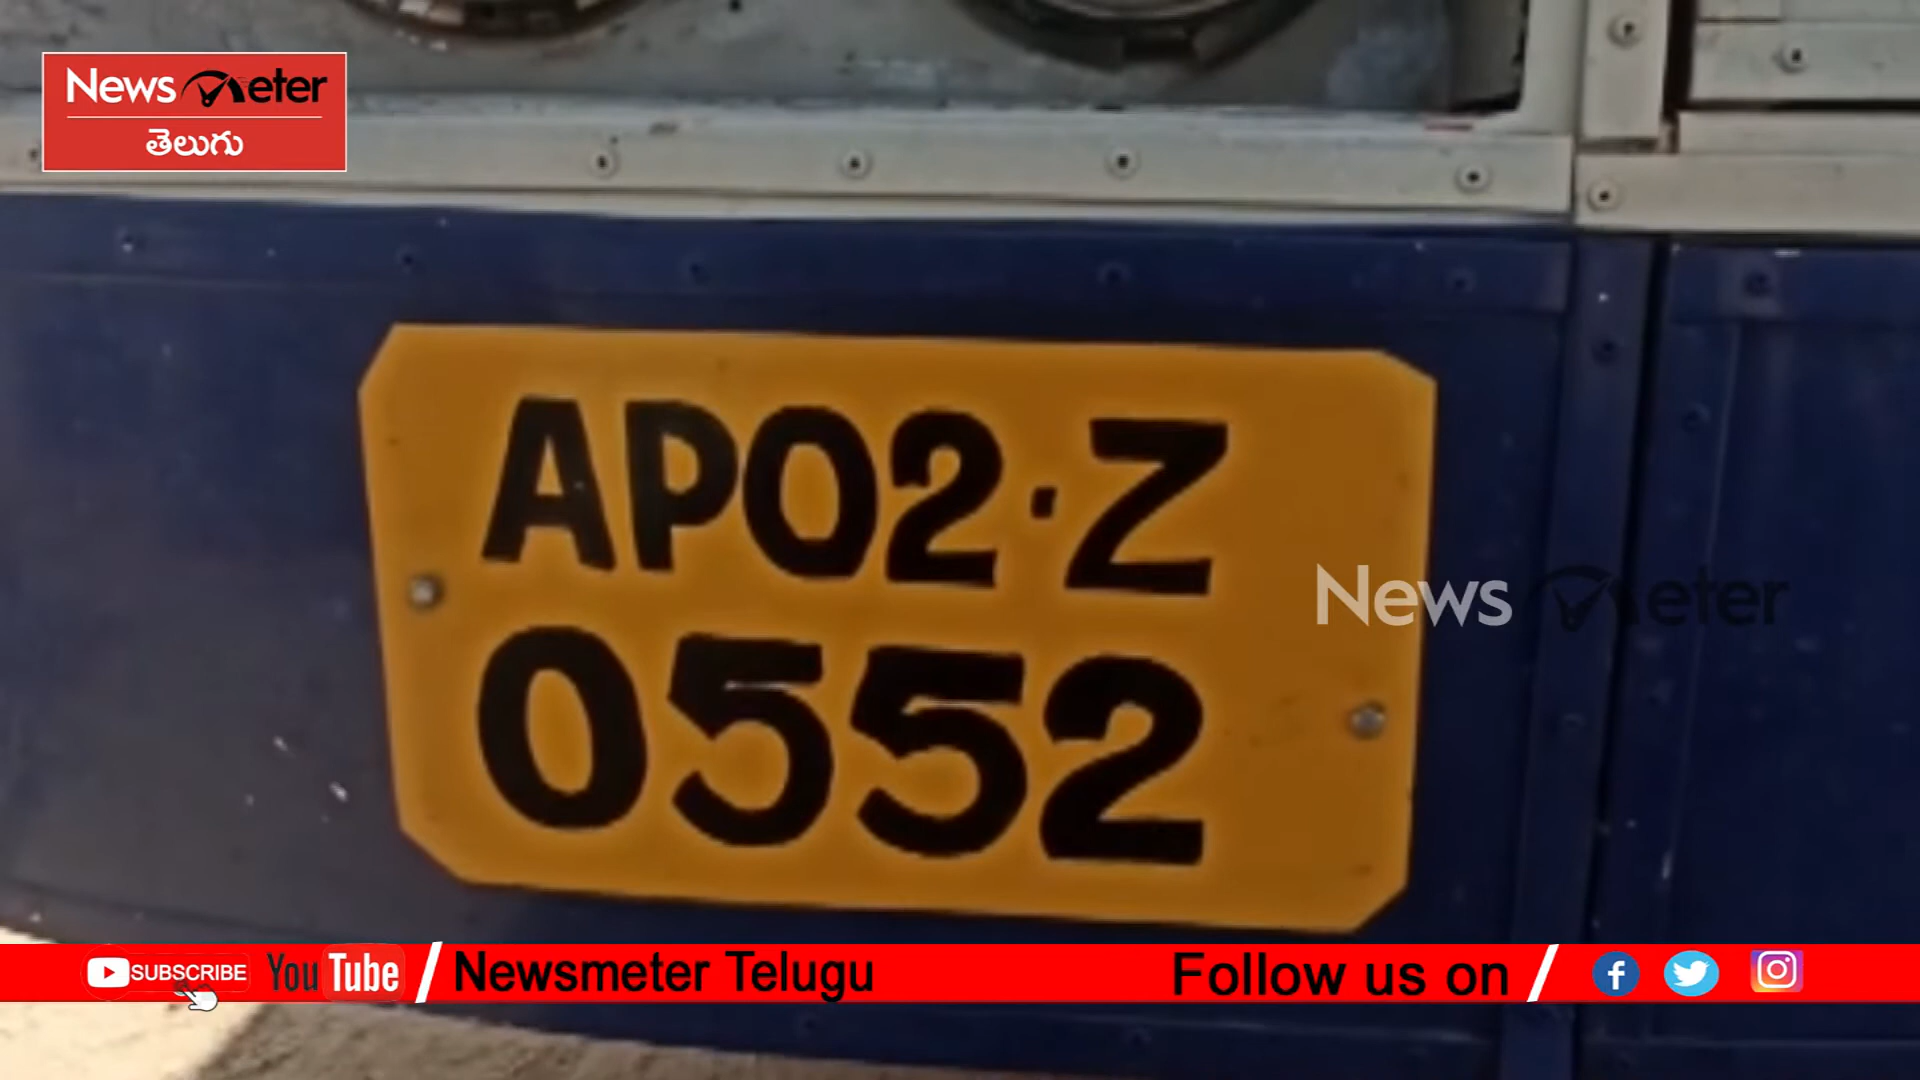 News Meter
తెలుగు
AP02·Z
0552
News Meter
SUBSCRIBE YouTube / Newsmeter Telugu Follow us on /